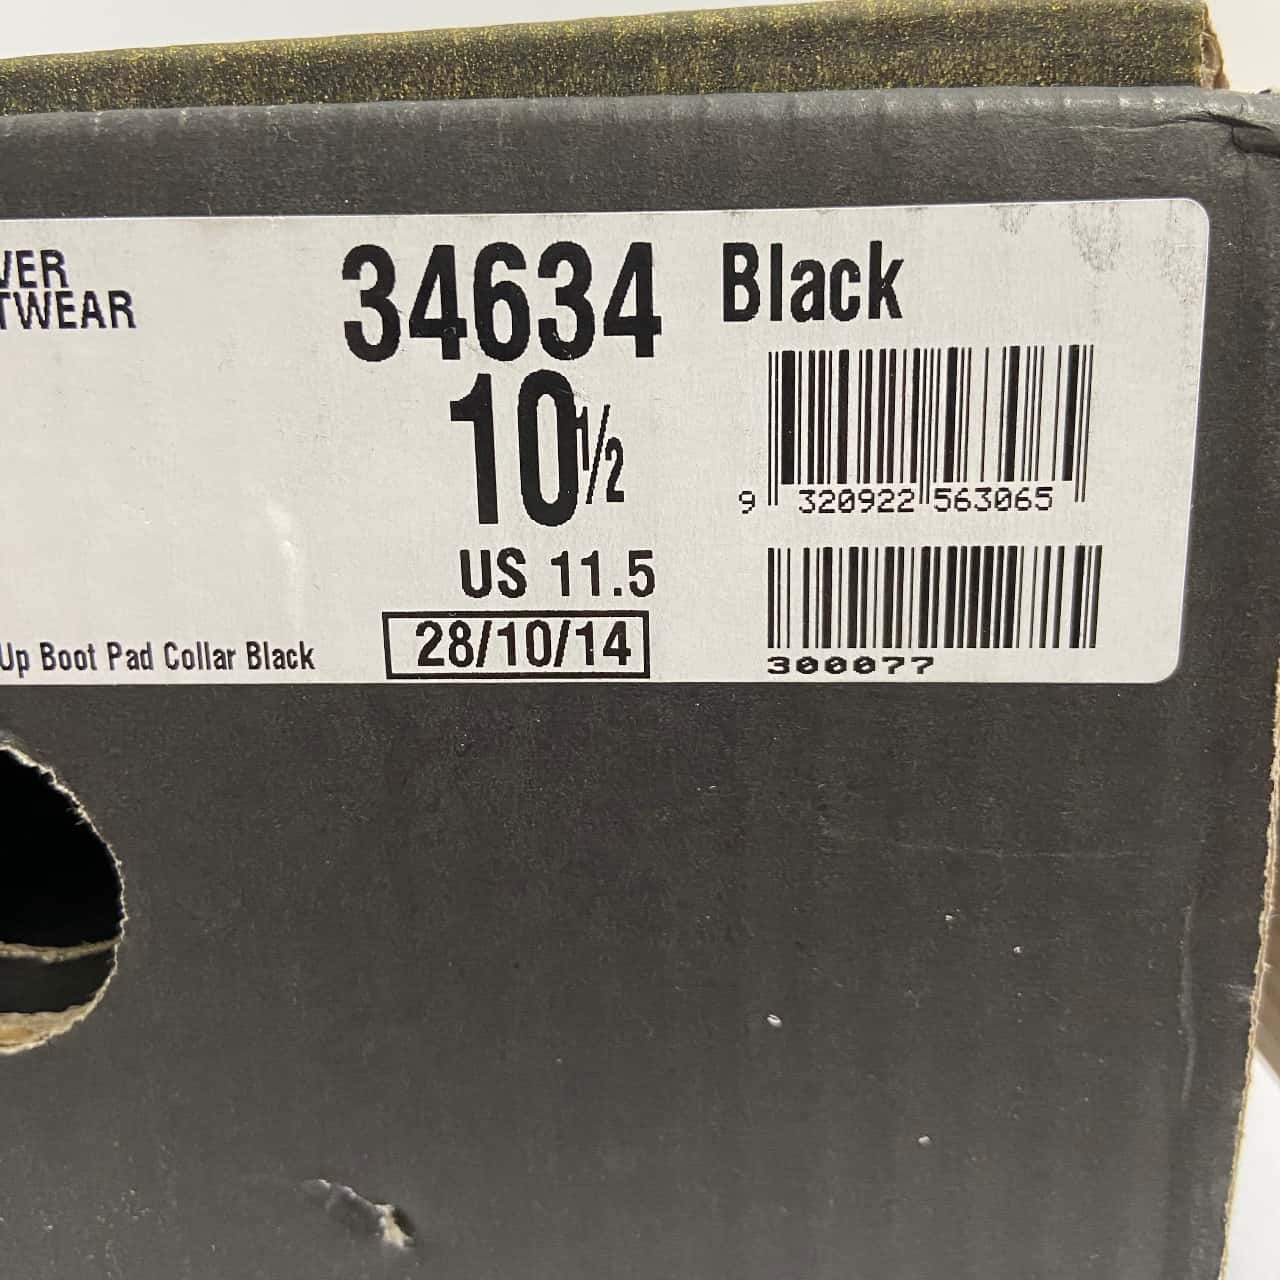 VER
TWEAR
34634 Black
10½
US 11.5
9 320922 563065
Up Boot Pad Collar Black
28/10/14
300077